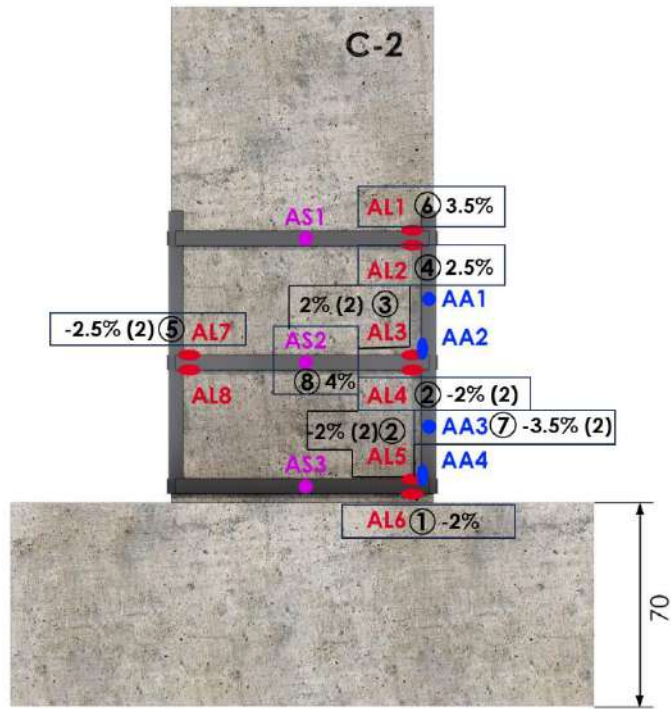 C-2
AL1 ⑥ 3.5%
AS1
AL2 ④ 2.5%
2% (2) ③
AA1
-2.5% (2) ⑤ AL7
AS2
AL3
AA2
⑧ 4%
AL8
AL4 ② -2% (2)
-2% (2) ②
AA3 ⑦ -3.5% (2)
AS3
AL5
AA4
AL6 ① -2%
70